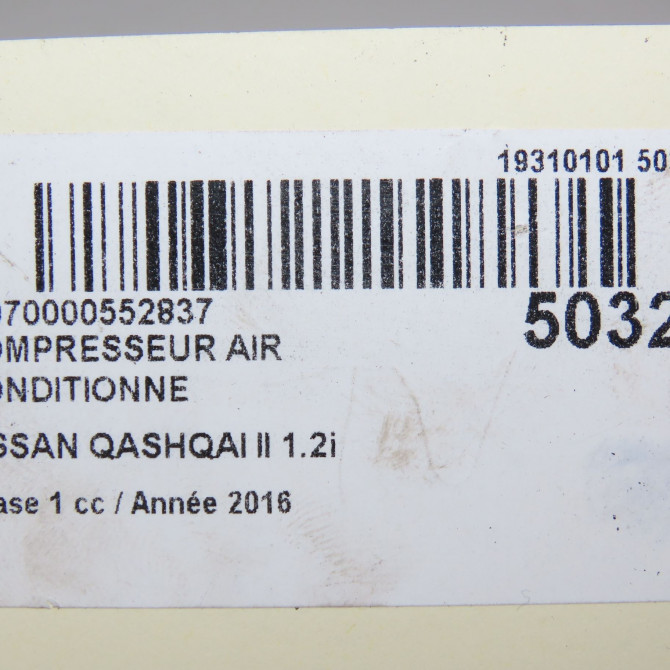 19310101 50
070000552837
5032
OMPRESSEUR AIR
ONDITIONNE
SSAN QASHQAI II 1.2i
ase 1 cc / Année 2016